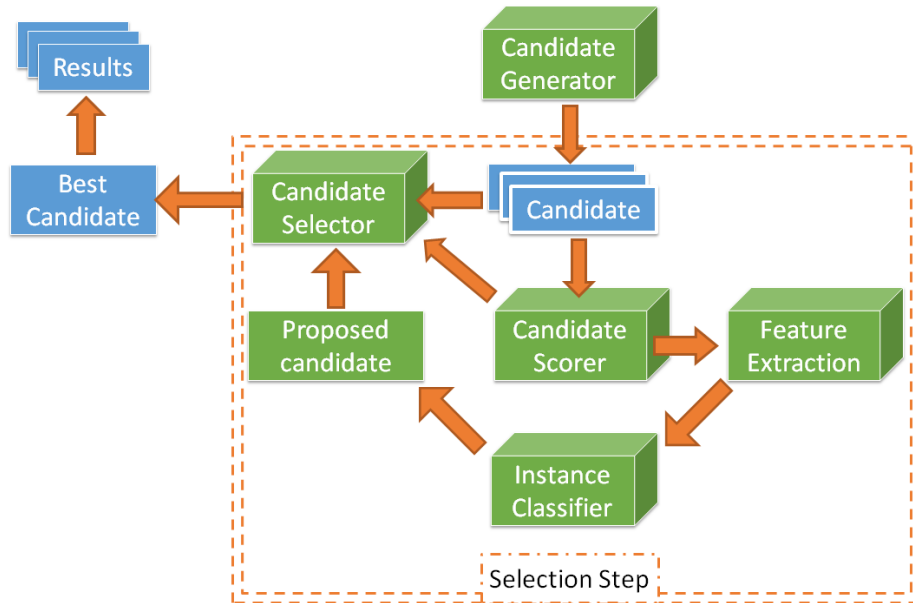 Results
Candidate
Generator
Best
Candidate
Candidate
Selector
Candidate
Proposed
candidate
Candidate
Scorer
Feature
Extraction
Instance
Classifier
Selection Step